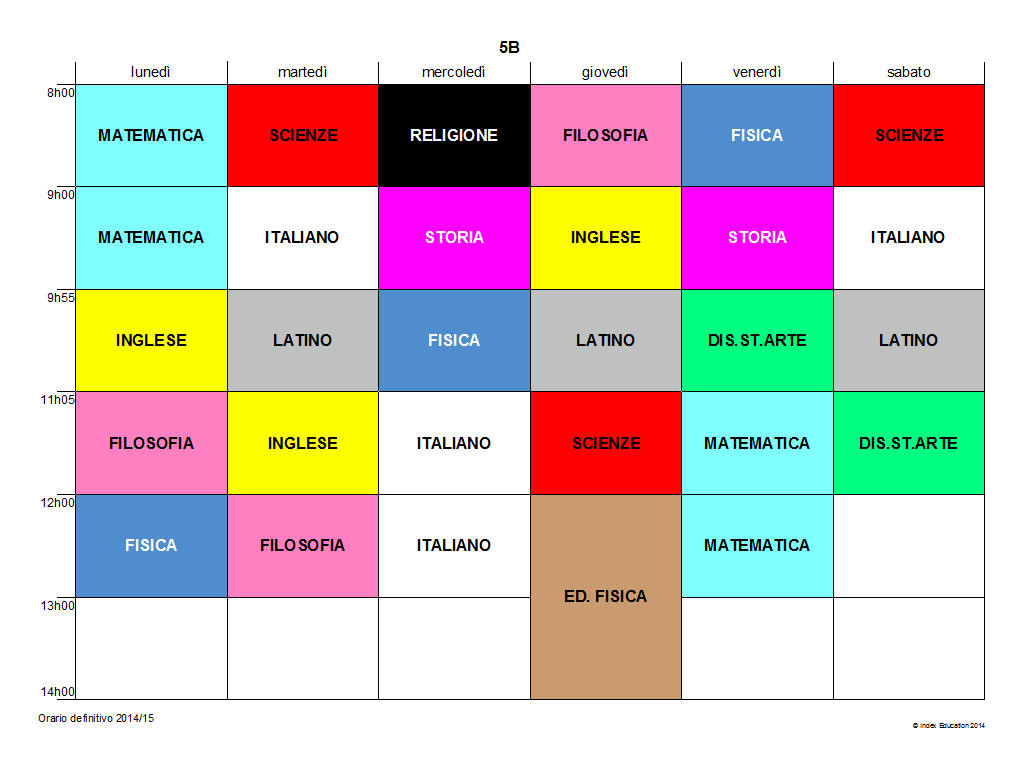 5B
lunedì martedì mercoledì giovedì venerdì sabato
8h00
MATEMATICA SCIENZE RELIGIONE FILOSOFIA FISICA SCIENZE
9h00
MATEMATICA ITALIANO STORIA INGLESE STORIA ITALIANO
9h55
INGLESE LATINO FISICA LATINO DIS.ST.ARTE LATINO
11h05
FILOSOFIA INGLESE ITALIANO SCIENZE MATEMATICA DIS.ST.ARTE
12h00
FISICA FILOSOFIA ITALIANO MATEMATICA
ED. FISICA
13h00
14h00
Orario definitivo 2014/15
© Index Education 2014